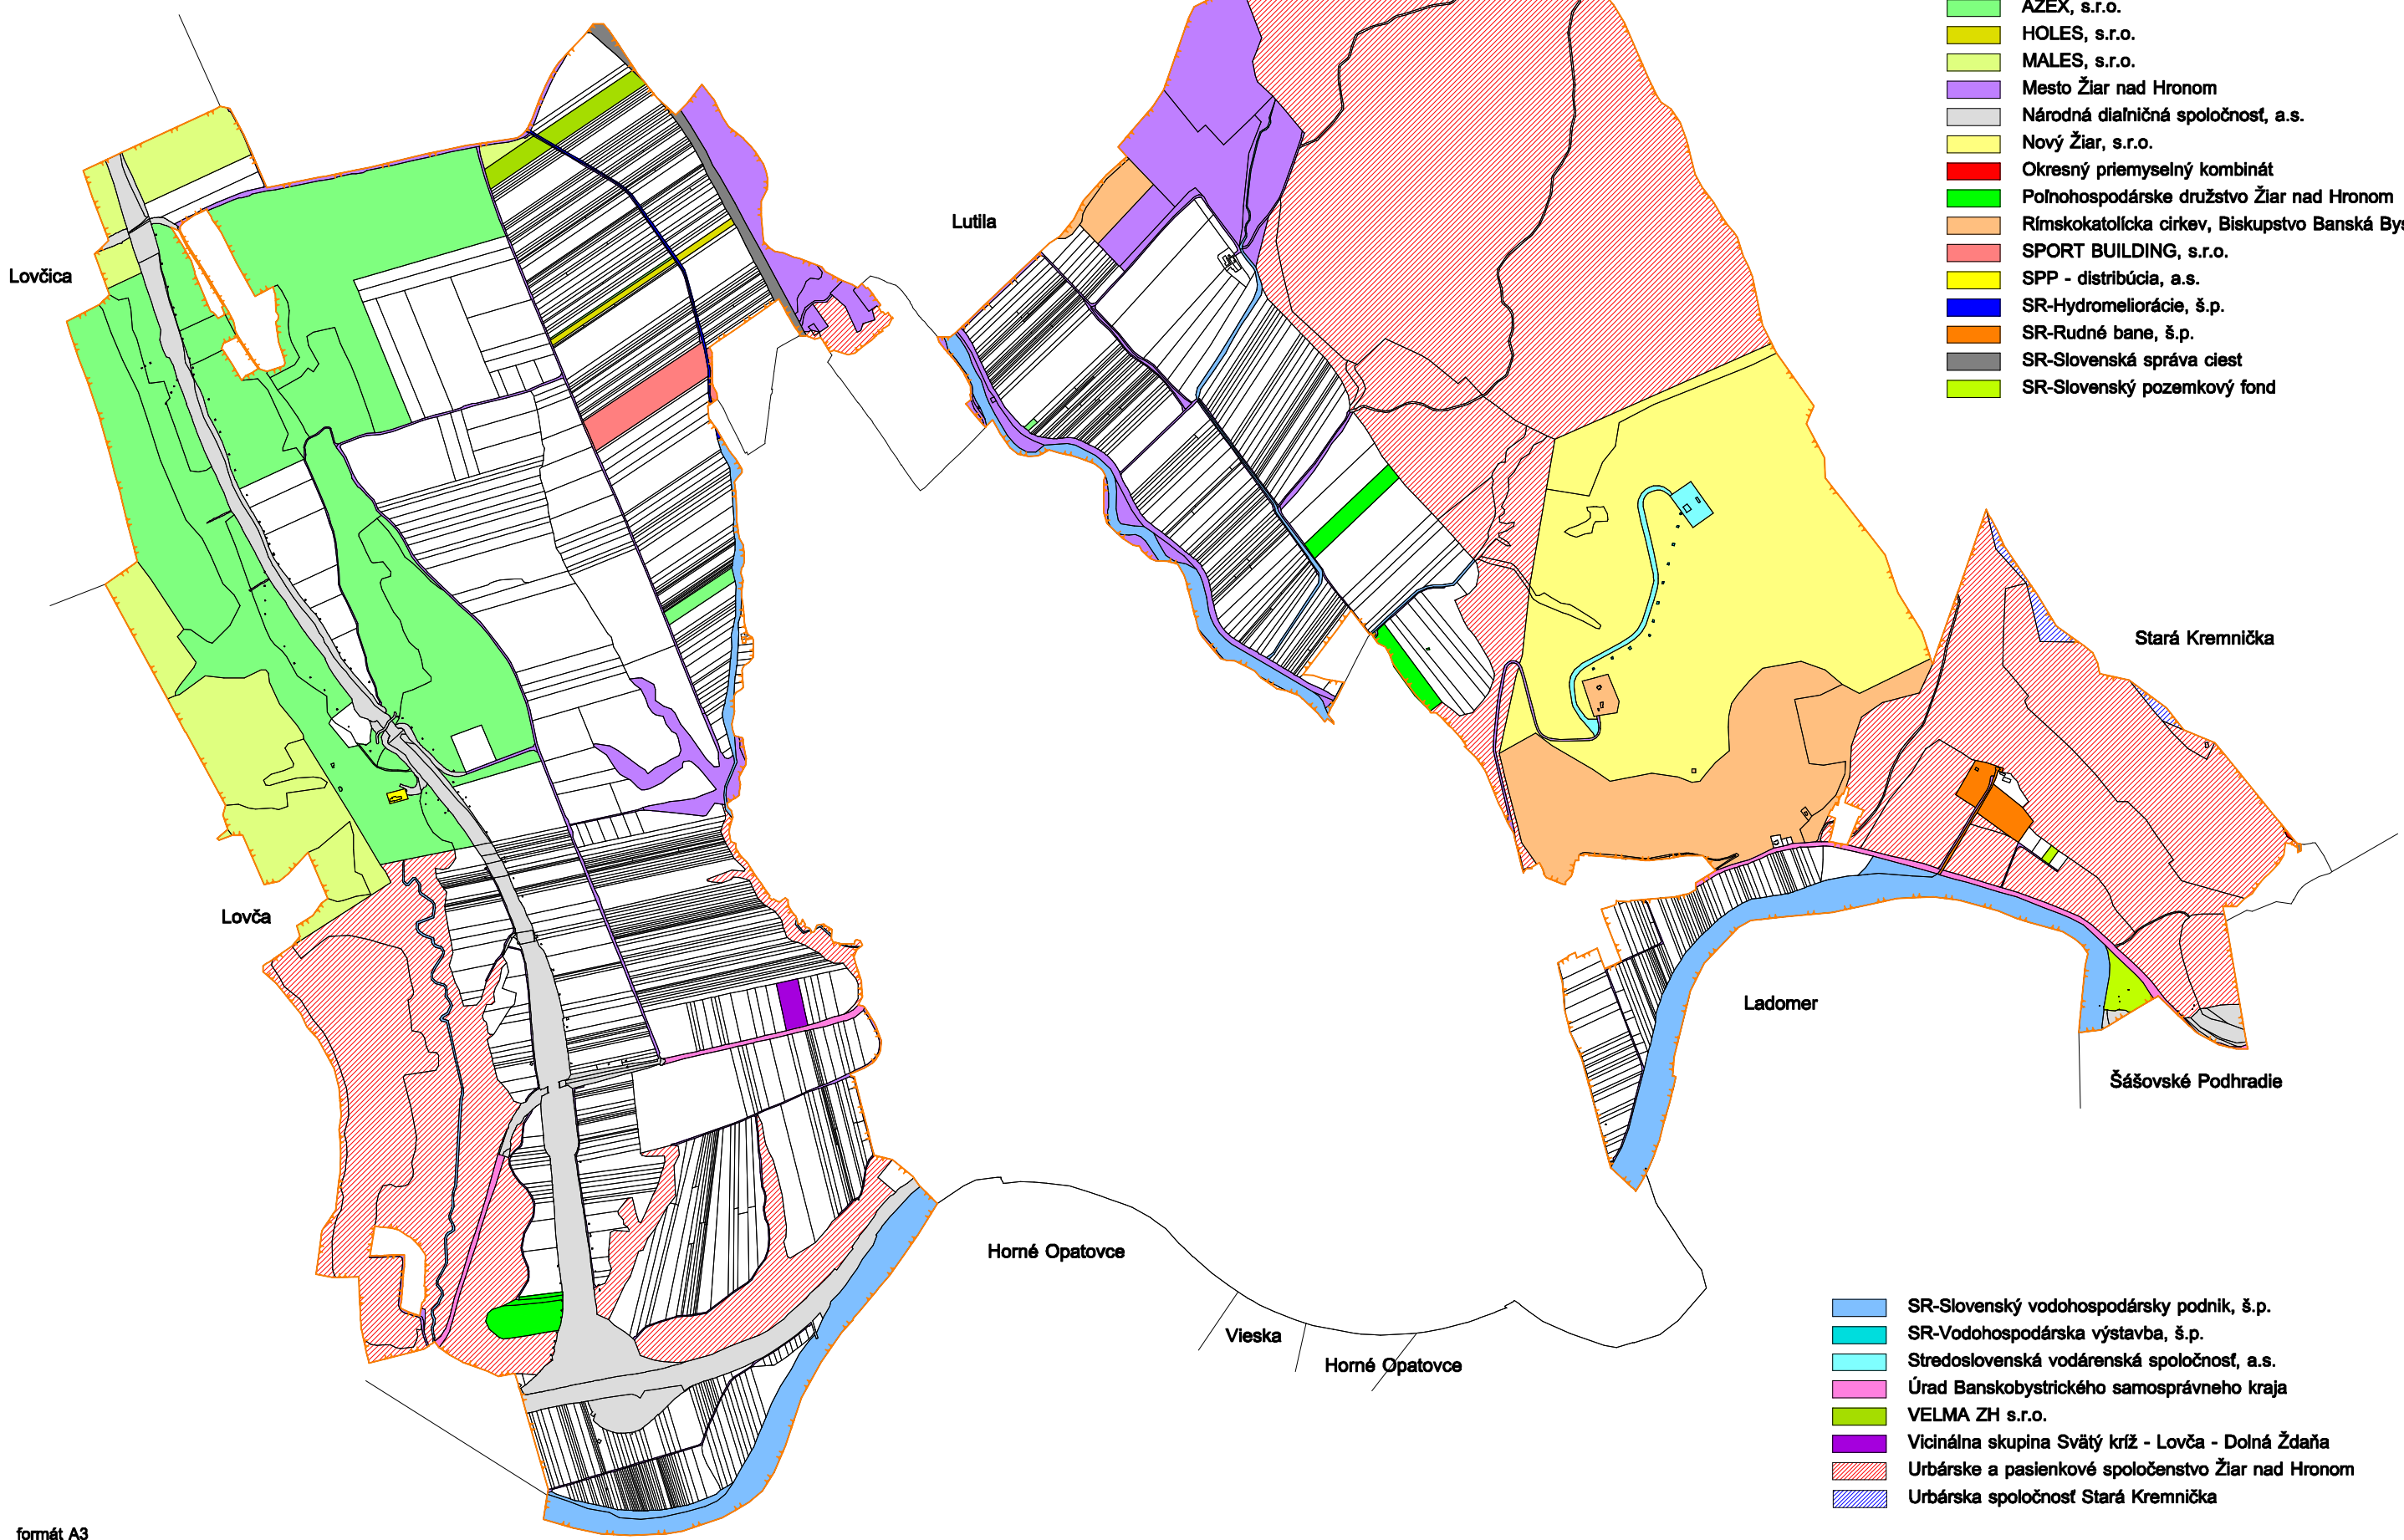 AZEX, s.r.o.
HOLES, s.r.o.
MALES, s.r.o.
Mesto Žiar nad Hronom
Národná diaľničná spoločnosť, a.s.
Nový Žiar, s.r.o.
Okresný priemyselný kombinát
Poľnohospodárske družstvo Žiar nad Hronom
Rímskokatolícka cirkev, Biskupstvo Banská Bys
SPORT BUILDING, s.r.o.
SPP - distribúcia, a.s.
SR-Hydromeliorácie, š.p.
SR-Rudné bane, š.p.
SR-Slovenská správa ciest
SR-Slovenský pozemkový fond
Lutila
Lovčica
Stará Kremnička
Lovča
Ladomer
Šášovské Podhradie
Horné Opatovce
Vieska
Horné Opatovce
SR-Slovenský vodohospodársky podnik, š.p.
SR-Vodohospodárska výstavba, š.p.
Stredoslovenská vodárenská spoločnosť, a.s.
Úrad Banskobystrického samosprávneho kraja
VELMA ZH s.r.o.
Vicinálna skupina Svätý kríž - Lovča - Dolná Ždaňa
Urbárske a pasienkové spoločenstvo Žiar nad Hronom
Urbárska spoločnosť Stará Kremnička
formát A3